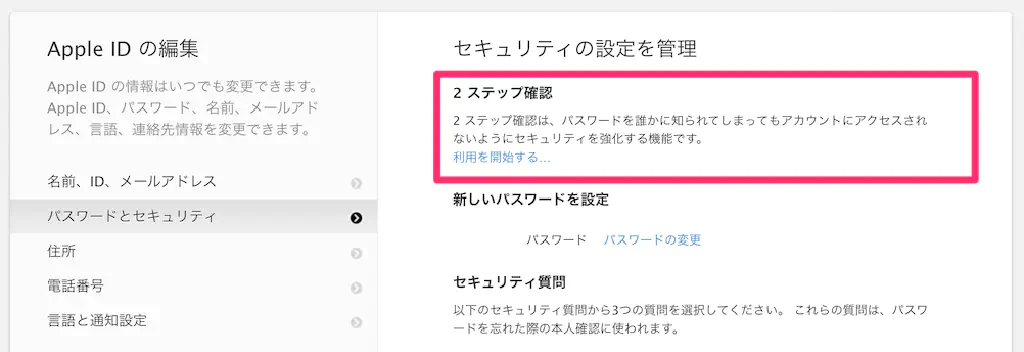 Apple ID の編集
Apple ID の情報はいつでも変更できます。
Apple ID、パスワード、名前、メールアド
レス、言語、連絡先情報を変更できます。
名前、ID、メールアドレス
パスワードとセキュリティ
住所
電話番号
言語と通知設定
セキュリティの設定を管理
2 ステップ確認
2 ステップ確認は、パスワードを誰かに知られてしまってもアカウントにアクセスされ
ないようにセキュリティを強化する機能です。
利用を開始する...
新しいパスワードを設定
パスワード パスワードの変更
セキュリティ質問
以下のセキュリティ質問から3つの質問を選択してください。 これらの質問は、パスワ
ードを忘れた際の本人確認に使われます。